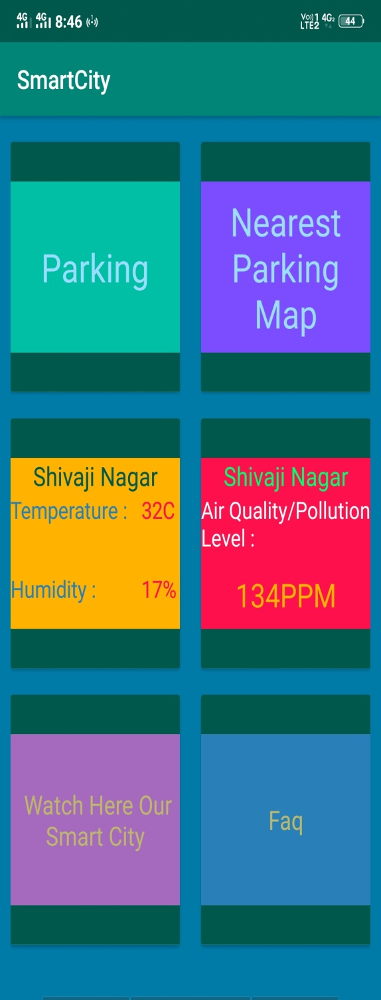 4G 4G 8:46 Vo)) 1 4G2 LTE2 44
SmartCity
Parking
Nearest
Parking
Map
Shivaji Nagar
Temperature : 32C
Humidity : 17%
Shivaji Nagar
Air Quality/Pollution
Level :
134PPM
Watch Here Our
Smart City
Faq